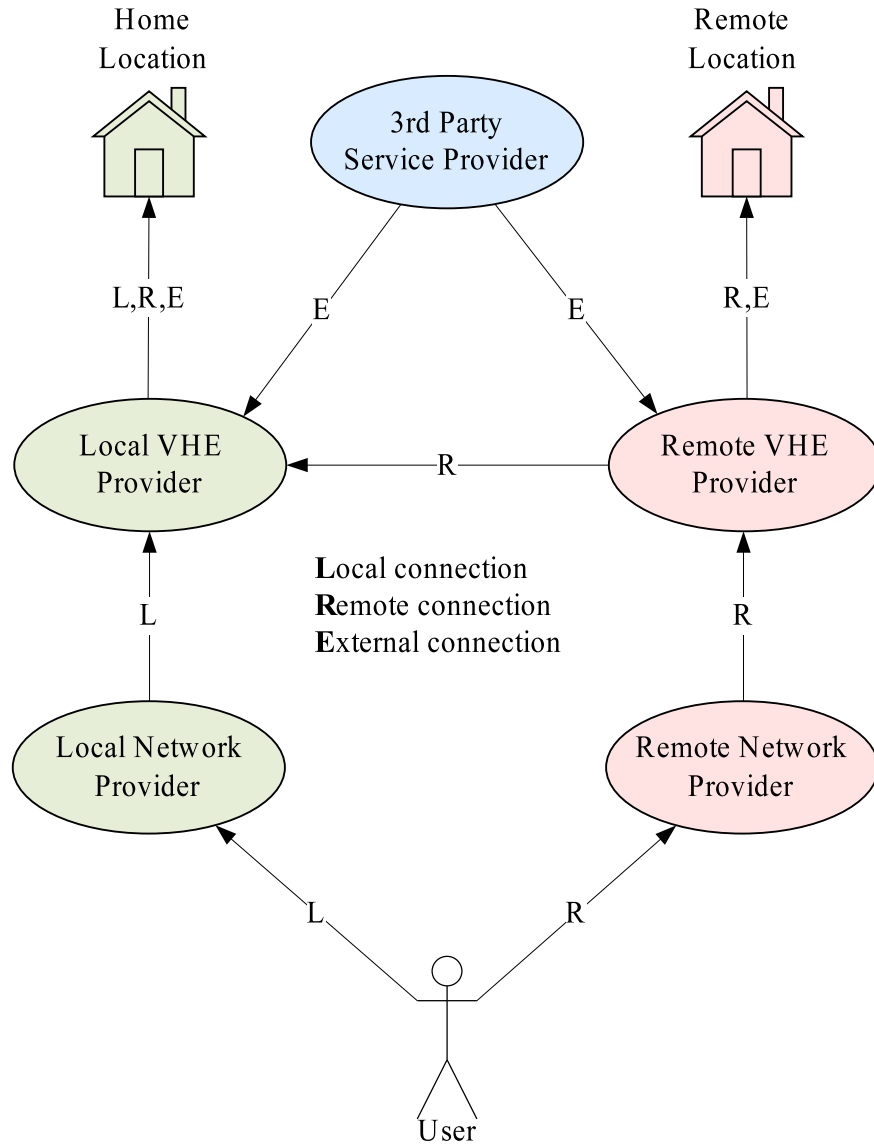 Home
Location
Remote
Location
3rd Party
Service Provider
L,R,E
E
E
R,E
Local VHE
Provider
R
Remote VHE
Provider
Local connection
Remote connection
External connection
L
R
Local Network
Provider
Remote Network
Provider
L
R
User